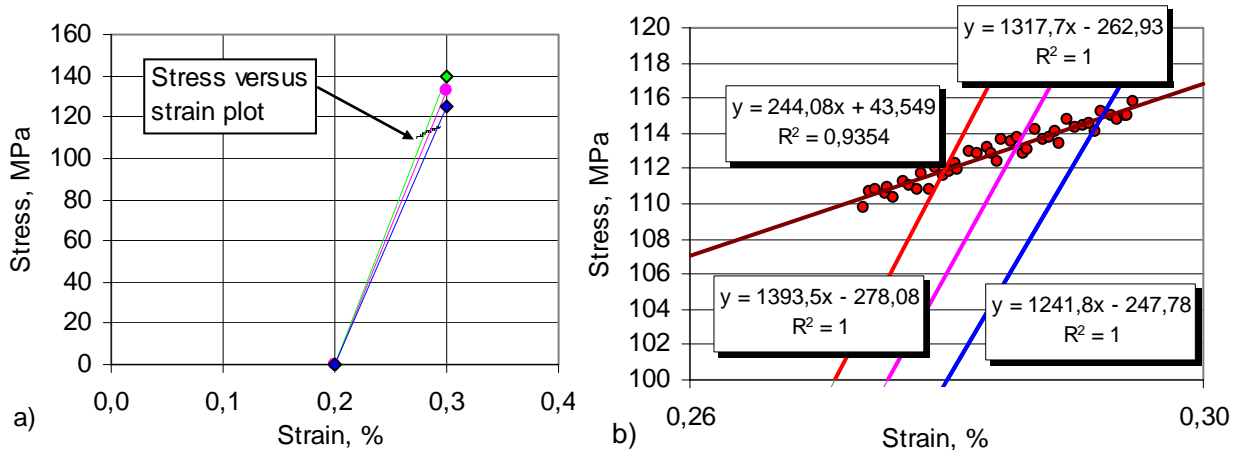 160
140
120
100
80
60
40
20
0
Stress, MPa
Stress versus
strain plot
0,0
0,1
0,2
0,3
0,4
Strain, %
a)
120
118
116
114
112
110
108
106
104
102
100
Stress, MPa
y = 1317,7x - 262,93
R² = 1
y = 244,08x + 43,549
R² = 0,9354
y = 1393,5x - 278,08
R² = 1
y = 1241,8x - 247,78
R² = 1
0,26
0,30
Strain, %
b)